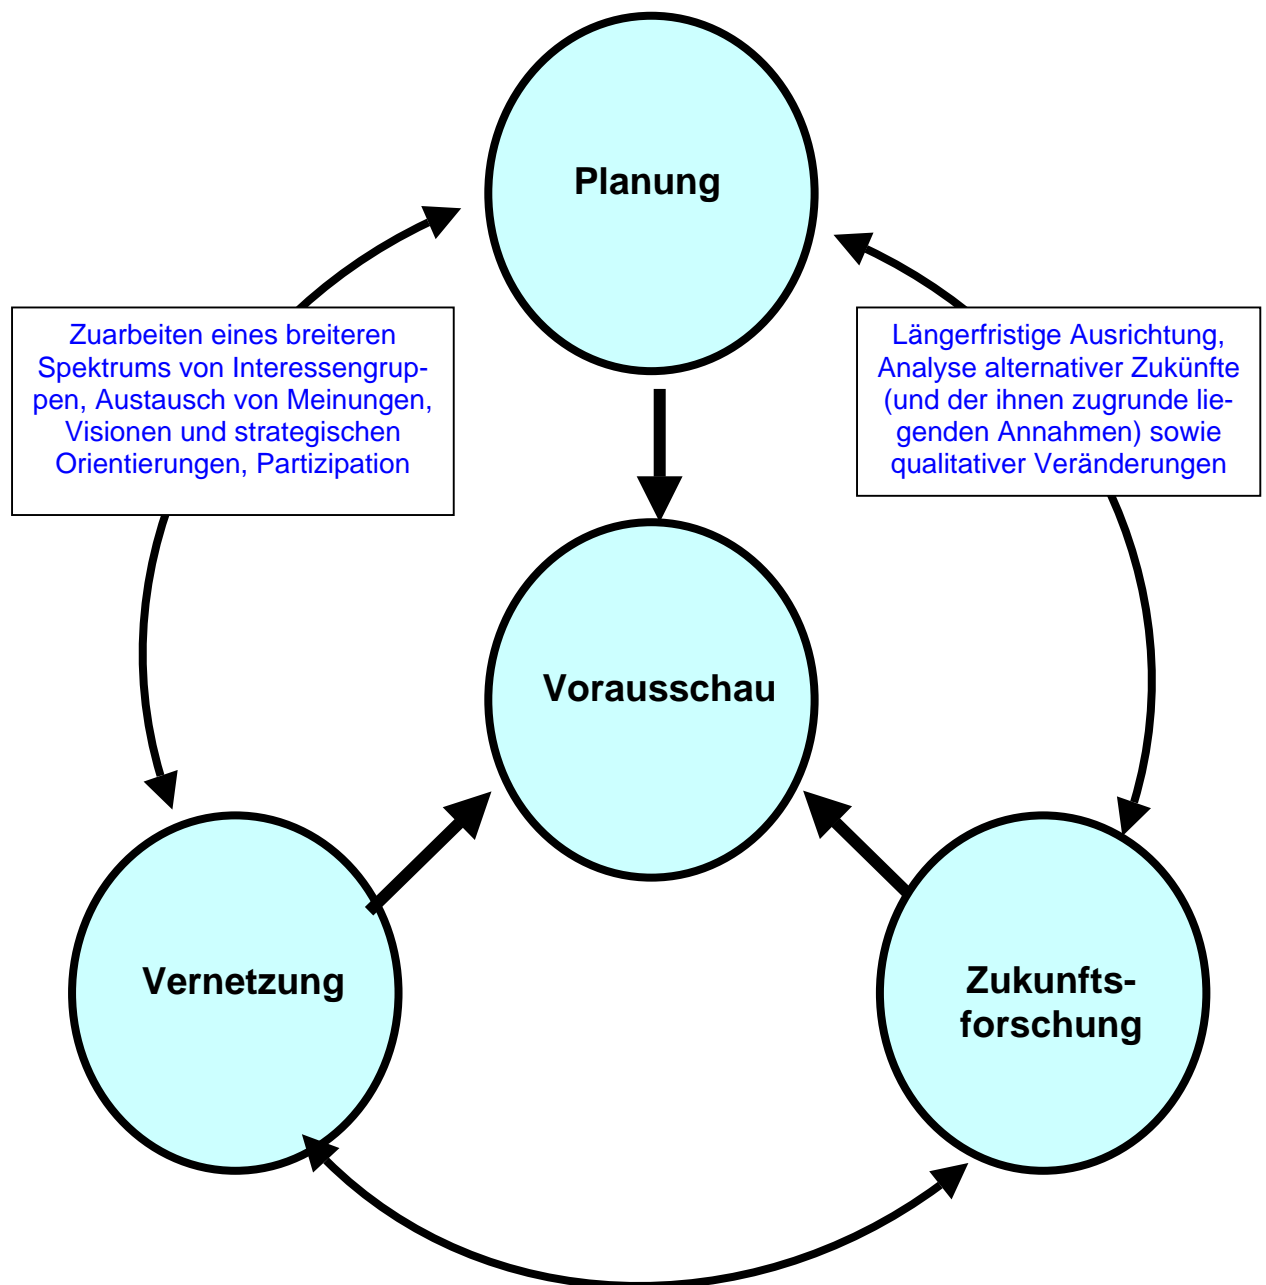 Planung
Zuarbeiten eines breiteren
Spektrums von Interessengrup-
pen, Austausch von Meinungen,
Visionen und strategischen
Orientierungen, Partizipation
Längerfristige Ausrichtung,
Analyse alternativer Zukünfte
(und der ihnen zugrunde lie-
genden Annahmen) sowie
qualitativer Veränderungen
Vorausschau
Vernetzung
Zukunfts-
forschung